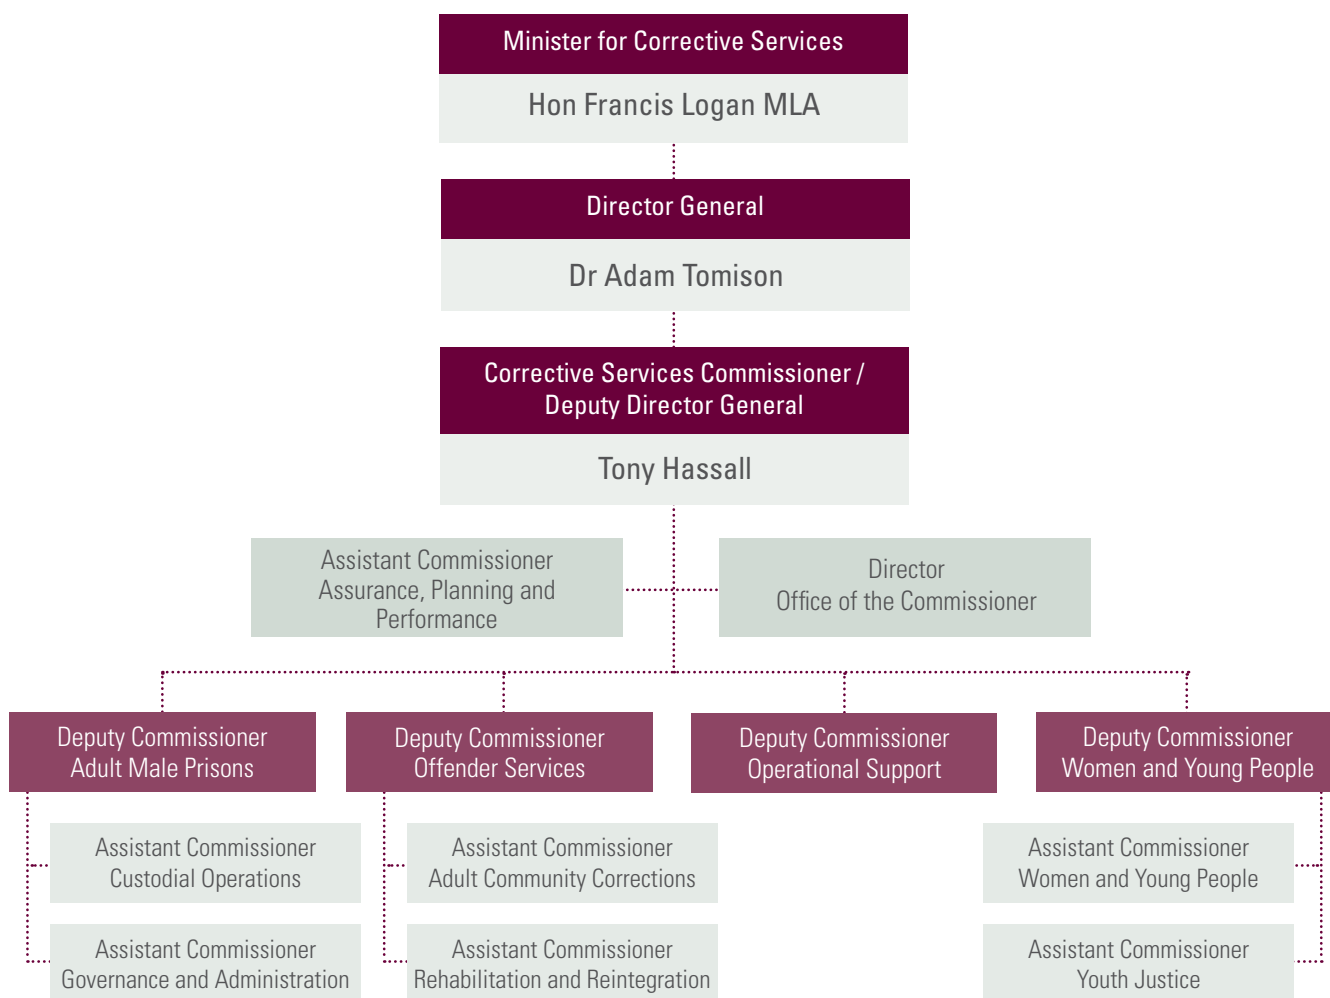 Minister for Corrective Services
Hon Francis Logan MLA
Director General
Dr Adam Tomison
Corrective Services Commissioner /
Deputy Director General
Tony Hassall
Assistant Commissioner
Assurance, Planning and
Performance
Director
Office of the Commissioner
Deputy Commissioner
Adult Male Prisons
Deputy Commissioner
Offender Services
Deputy Commissioner
Operational Support
Deputy Commissioner
Women and Young People
Assistant Commissioner
Custodial Operations
Assistant Commissioner
Adult Community Corrections
Assistant Commissioner
Women and Young People
Assistant Commissioner
Governance and Administration
Assistant Commissioner
Rehabilitation and Reintegration
Assistant Commissioner
Youth Justice